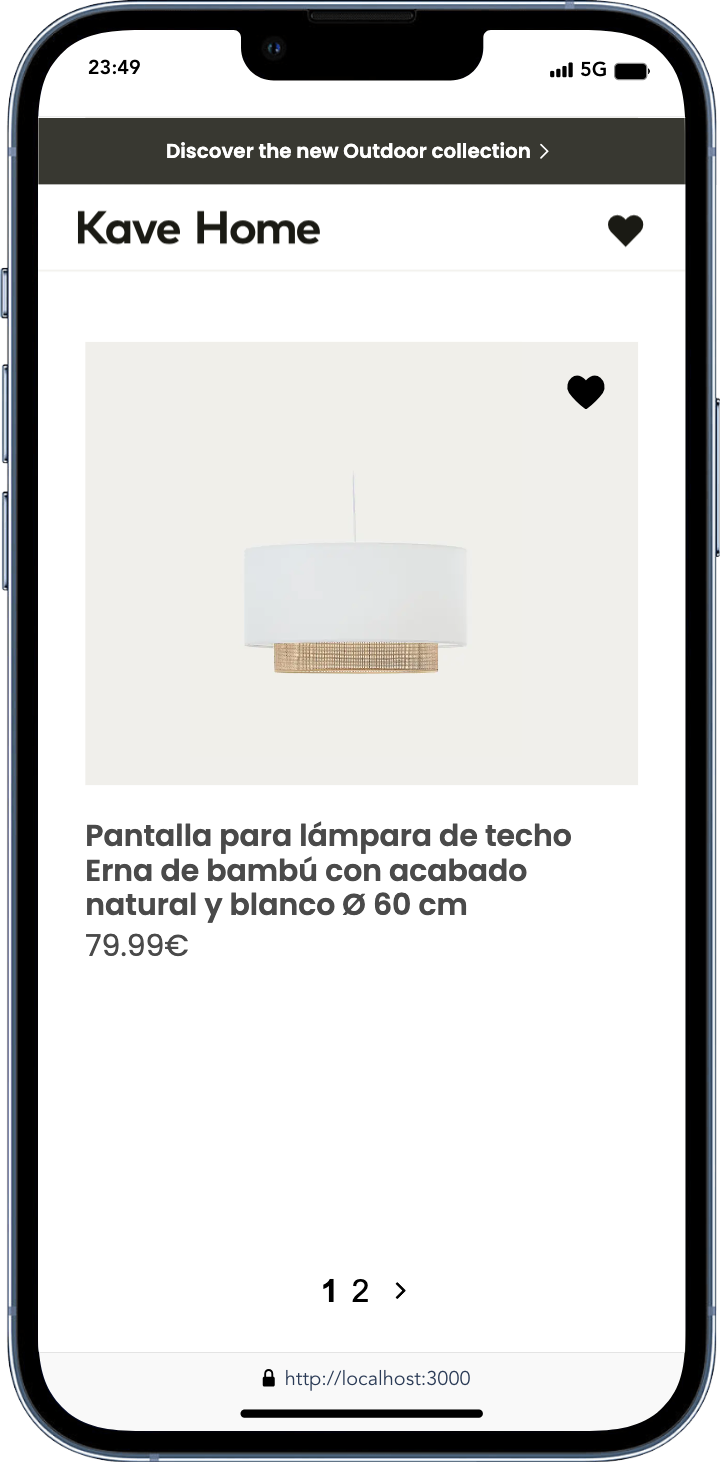 23:49
5G
Discover the new Outdoor collection
Kave Home
Pantalla para lámpara de techo
Erna de bambú con acabado
natural y blanco Ø 60 cm
79.99€
1 2
http://localhost:3000